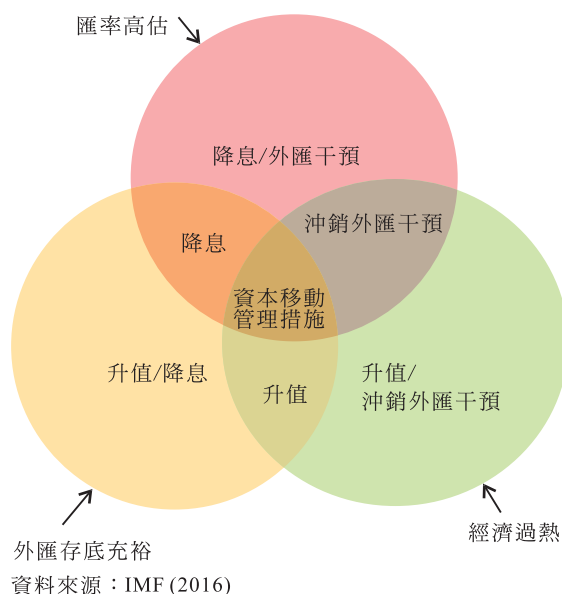 匯率高估
降息/外匯干預
沖銷外匯干預
降息
資本移動
管理措施
升值/降息
升值
升值/
沖銷外匯干預
經濟過熱
外匯存底充裕
資料來源：IMF (2016)